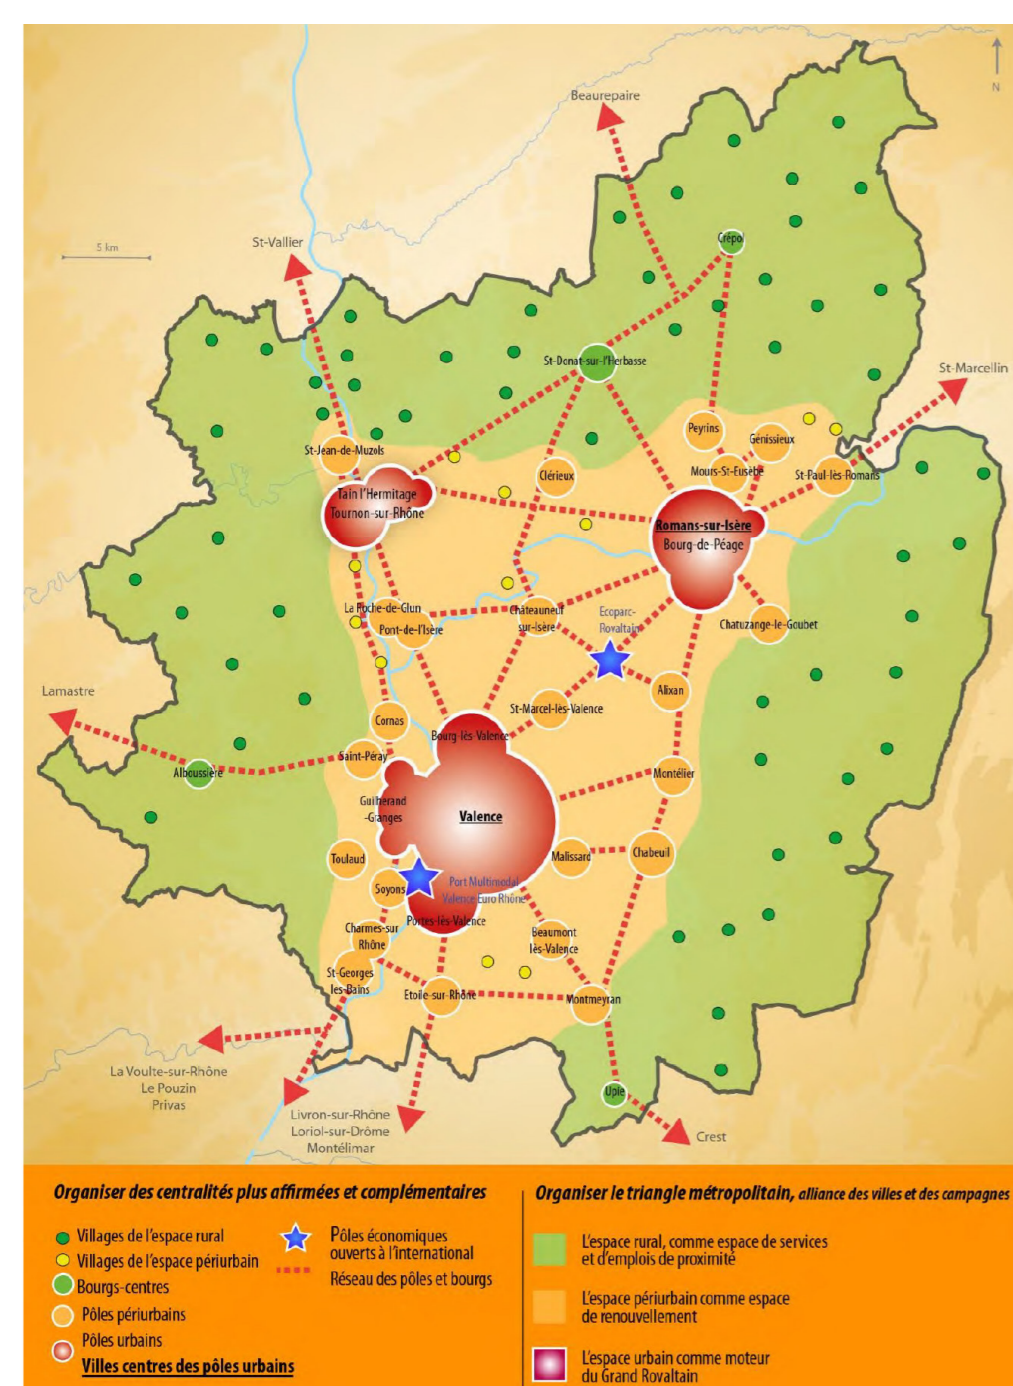 N
Beaurepaire
St-Vallier
5 km
Crépol
St-Donat-sur-l'Herbasse
St-Marcellin
Peyrins
Génissieux
St-Jean-de-Muzols
Clérieux
Mours-St-Eusèbe
St-Paul-lès-Romans
Tain l'Hermitage
Tournon-sur-Rhône
Romans-sur-Isère
Bourg-de-Péage
La Roche-de-Glun
Pont-de-l'Isère
Châteauneuf
sur-Isère
Ecoparc-
Rovaltain
Chatuzange-le-Goubet
Lamastre
Alixan
St-Marcel-lès-Valence
Cornas
Bourg-lès-Valence
Saint-Péray
Alboussière
Montélier
Guilherand
-Granges
Valence
Toulaud
Malissard
Chabeuil
Soyons
Port Multimodal
Valence Euro Rhône
Portes-lès-Valence
Charmes-sur
Rhône
Beaumont
lès-Valence
St-Georges
les-Bains
Etoile-sur-Rhône
Montmeyran
La Voulte-sur-Rhône
Le Pouzin
Privas
Upie
Livron-sur-Rhône
Loriol-sur-Drôme
Montélimar
Crest
Organiser des centralités plus affirmées et complémentaires
Villages de l'espace rural
Villages de l'espace périurbain
Bourgs-centres
Pôles périurbains
Pôles urbains
Villes centres des pôles urbains
Pôles économiques
ouverts à l'international
Réseau des pôles et bourgs
Organiser le triangle métropolitain, alliance des villes et des campagnes
L'espace rural, comme espace de services
et d'emplois de proximité
L'espace périurbain comme espace
de renouvellement
L'espace urbain comme moteur
du Grand Rovaltain